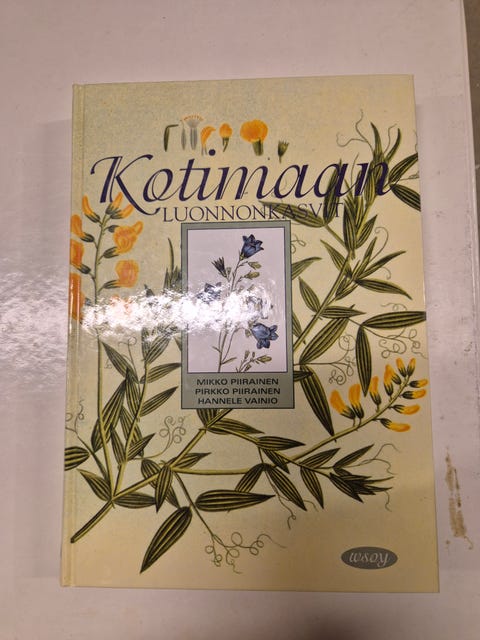 Kotimaan
LUONNONKASVIT
MIKKO PIIRAINEN
PIRKKO PIIRAINEN
HANNELE VAINIO
wsoy